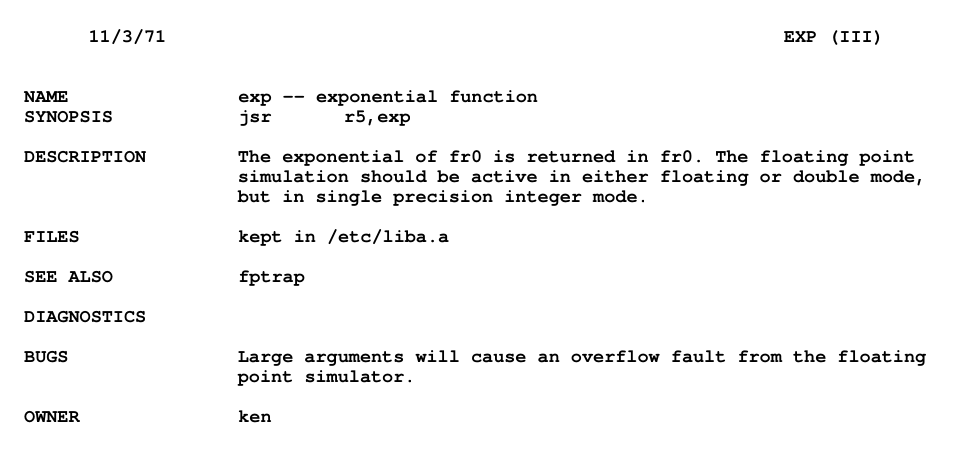 11/3/71 EXP (III)
NAME exp -- exponential function
SYNOPSIS jsr r5,exp
DESCRIPTION The exponential of fr0 is returned in fr0. The floating point
simulation should be active in either floating or double mode,
but in single precision integer mode.
FILES kept in /etc/liba.a
SEE ALSO fptrap
DIAGNOSTICS
BUGS Large arguments will cause an overflow fault from the floating
point simulator.
OWNER ken